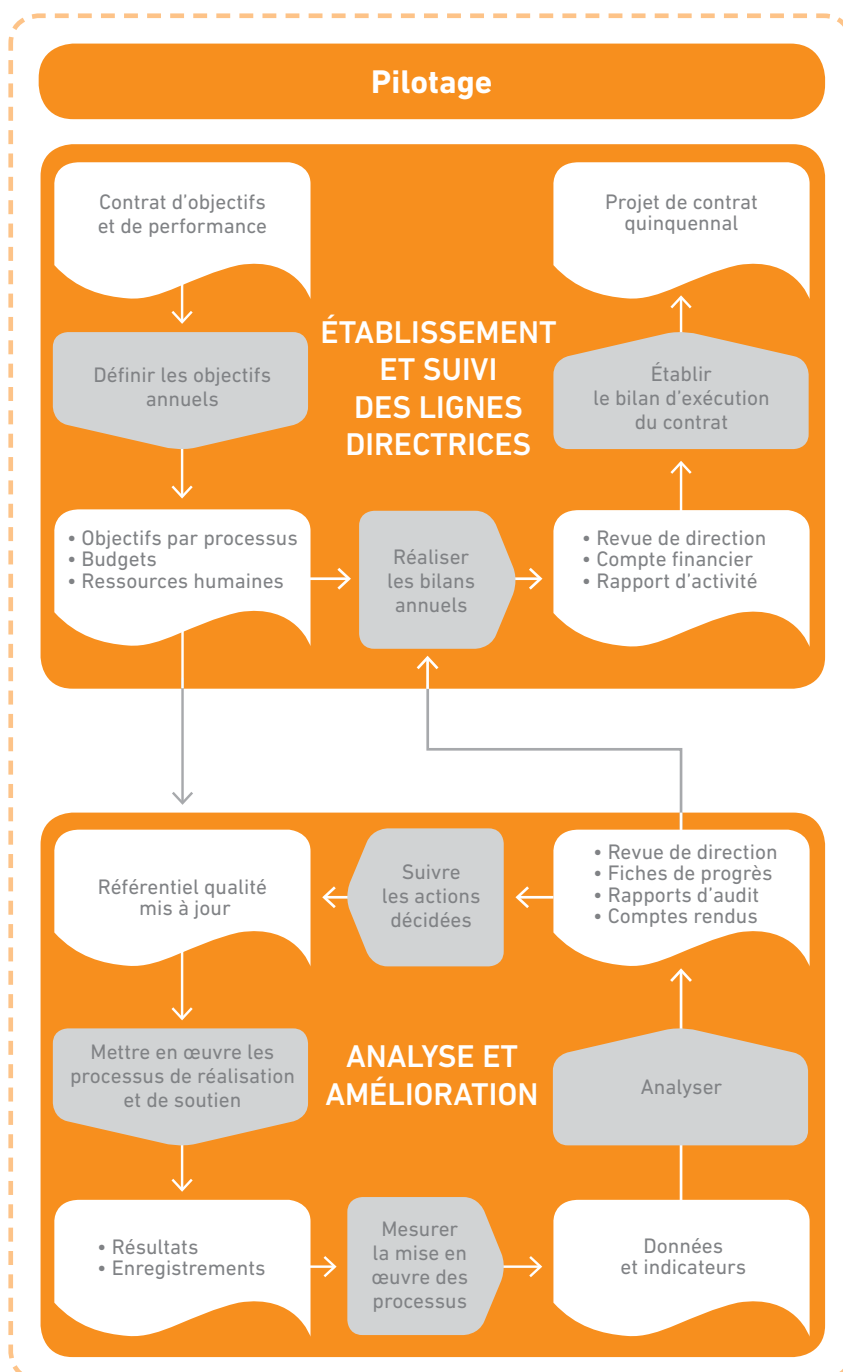 Pilotage
Contrat d'objectifs
et de performance
Projet de contrat
quinquennal
ÉTABLISSEMENT
ET SUIVI
DES LIGNES
DIRECTRICES
Définir les objectifs
annuels
Établir
le bilan d'exécution
du contrat
• Objectifs par processus
• Budgets
• Ressources humaines
Réaliser
les bilans
annuels
• Revue de direction
• Compte financier
• Rapport d'activité
Référentiel qualité
mis à jour
Suivre
les actions
décidées
• Revue de direction
• Fiches de progrès
• Rapports d'audit
• Comptes rendus
Mettre en œuvre les
processus de réalisation
et de soutien
ANALYSE ET
AMÉLIORATION
Analyser
• Résultats
• Enregistrements
Mesurer
la mise en
œuvre des
processus
Données
et indicateurs